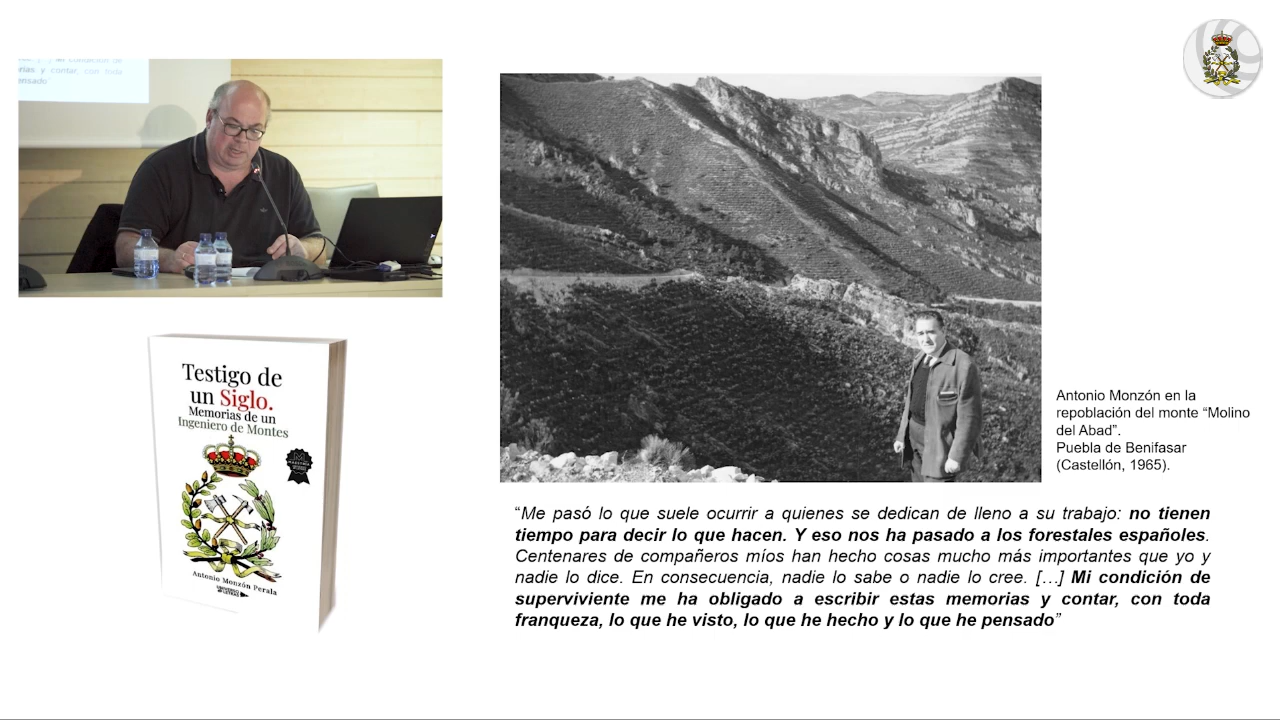 ensado"
Testigo de
un Siglo.
Memorias de un
Ingeniero de Montes
Antonio Monzón Perala
UNIVERSO
DE LETRAS
Antonio Monzón en la
repoblación del monte “Molino
del Abad”.
Puebla de Benifasar
(Castellón, 1965).
“Me pasó lo que suele ocurrir a quienes se dedican de lleno a su trabajo: no tienen
tiempo para decir lo que hacen. Y eso nos ha pasado a los forestales españoles.
Centenares de compañeros míos han hecho cosas mucho más importantes que yo y
nadie lo dice. En consecuencia, nadie lo sabe o nadie lo cree. […] Mi condición de
superviviente me ha obligado a escribir estas memorias y contar, con toda
franqueza, lo que he visto, lo que he hecho y lo que he pensado”